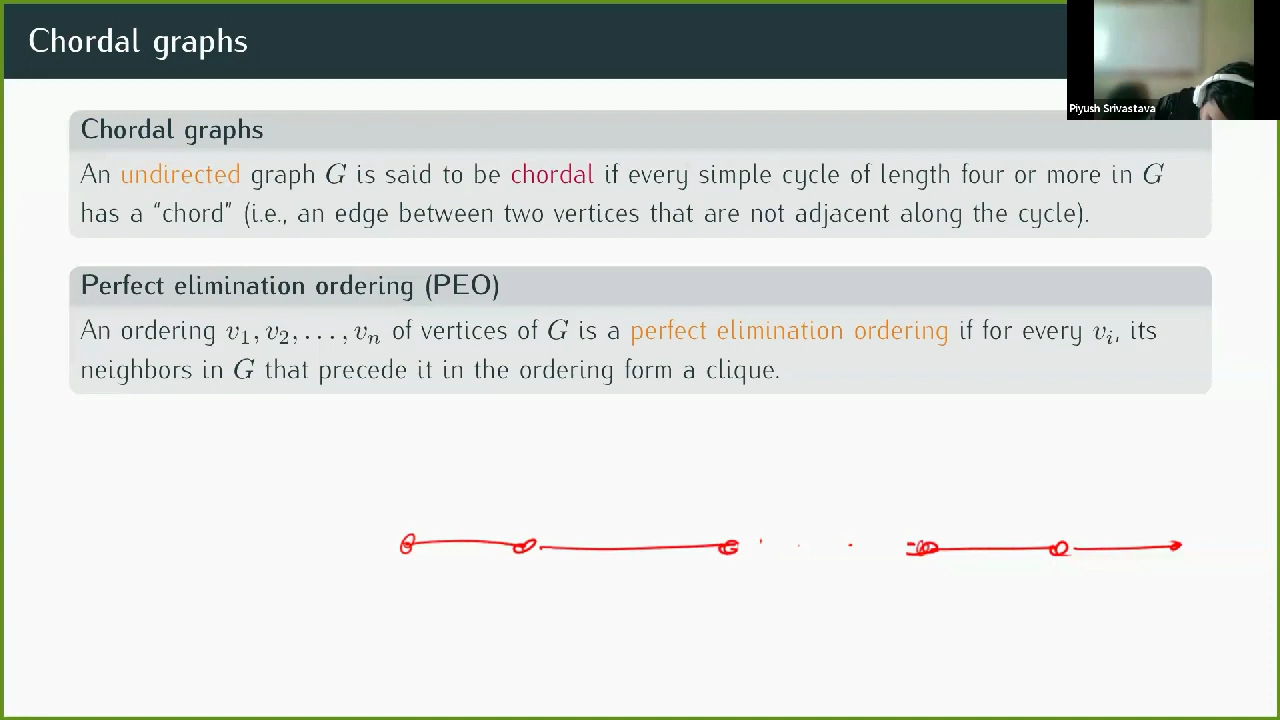 Chordal graphs
Piyush Srivastava
Chordal graphs
An undirected graph G is said to be chordal if every simple cycle of length four or more in G
has a “chord” (i.e., an edge between two vertices that are not adjacent along the cycle).
Perfect elimination ordering (PEO)
An ordering v₁, v₂, . . . , vₙ of vertices of G is a perfect elimination ordering if for every vᵢ, its
neighbors in G that precede it in the ordering form a clique.